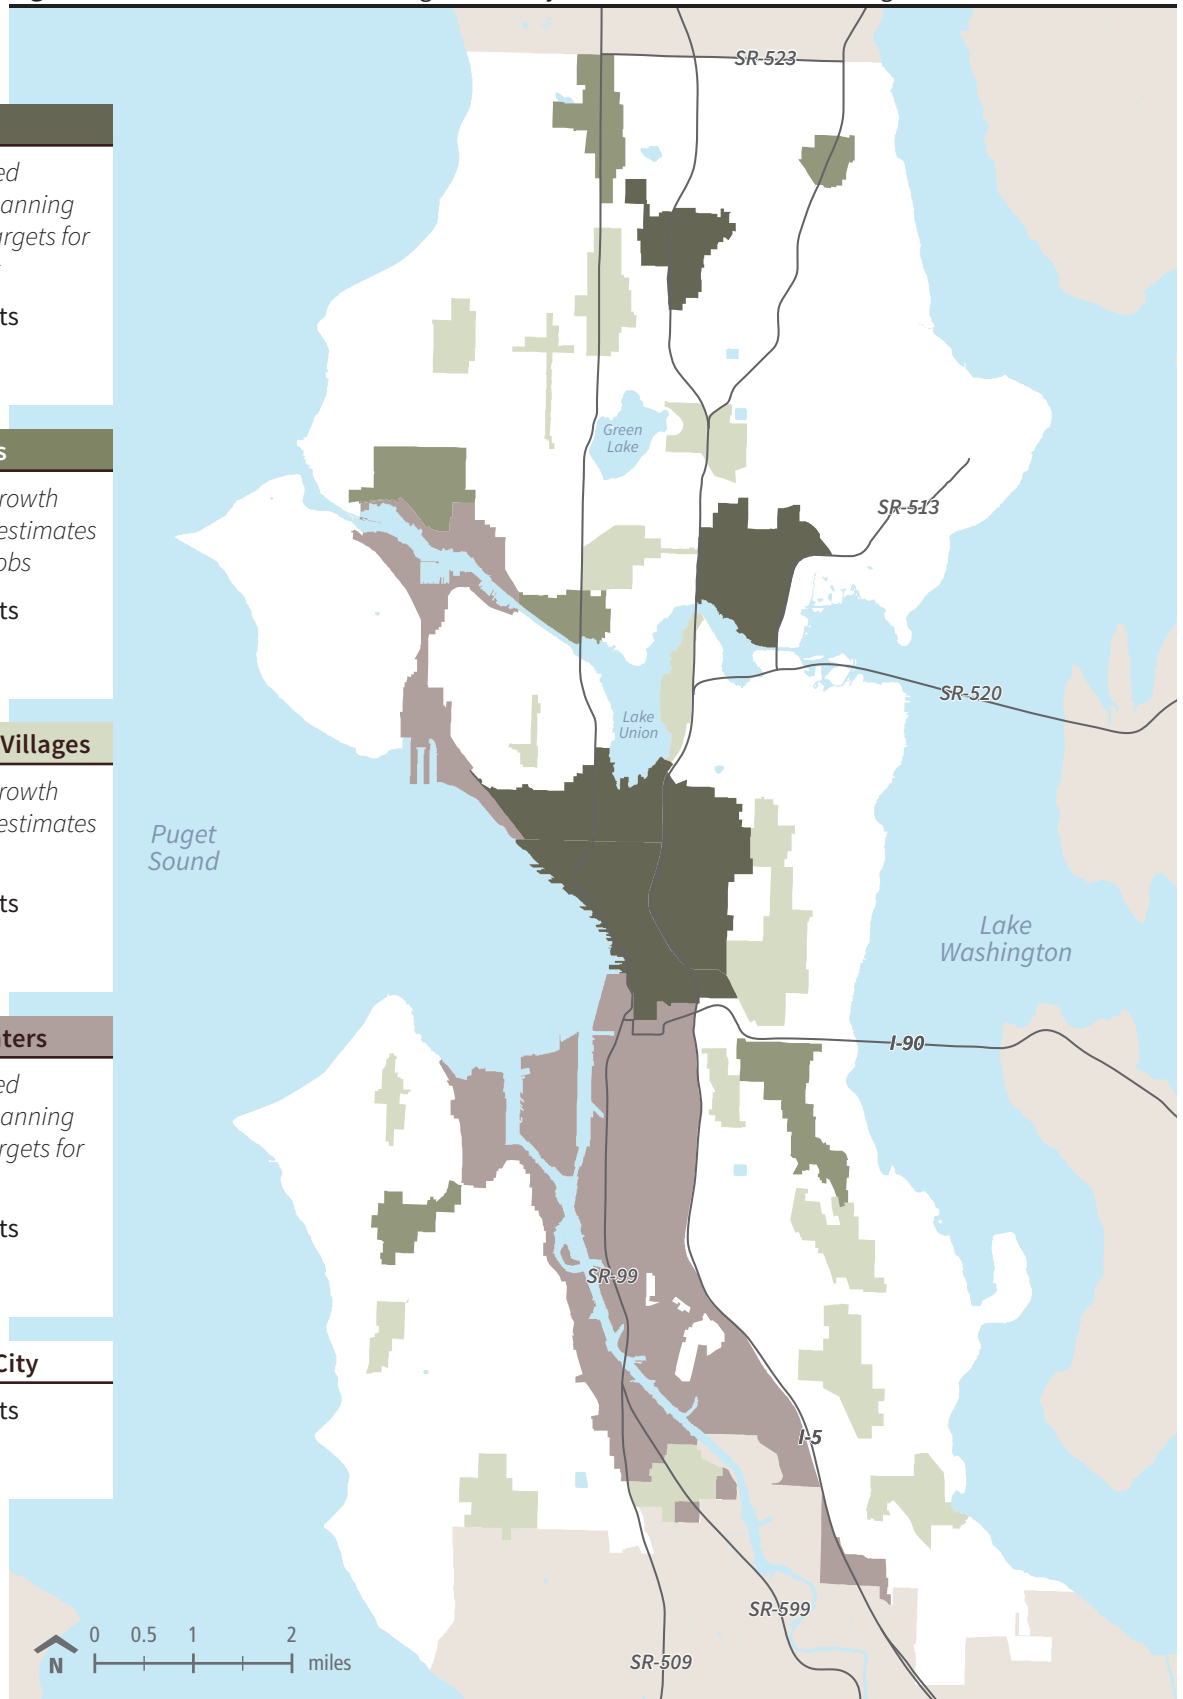 SR-523
ed
anning
argets for
ts
Green
Lake
s
rowth
estimates
obs
ts
SR-513
SR-520
Lake
Union
Villages
rowth
estimates
ts
Puget
Sound
Lake
Washington
ters
ed
anning
rgets for
ts
I-90
SR-99
City
ts
I-5
SR-599
SR-509
0 0.5 1 2
miles
N